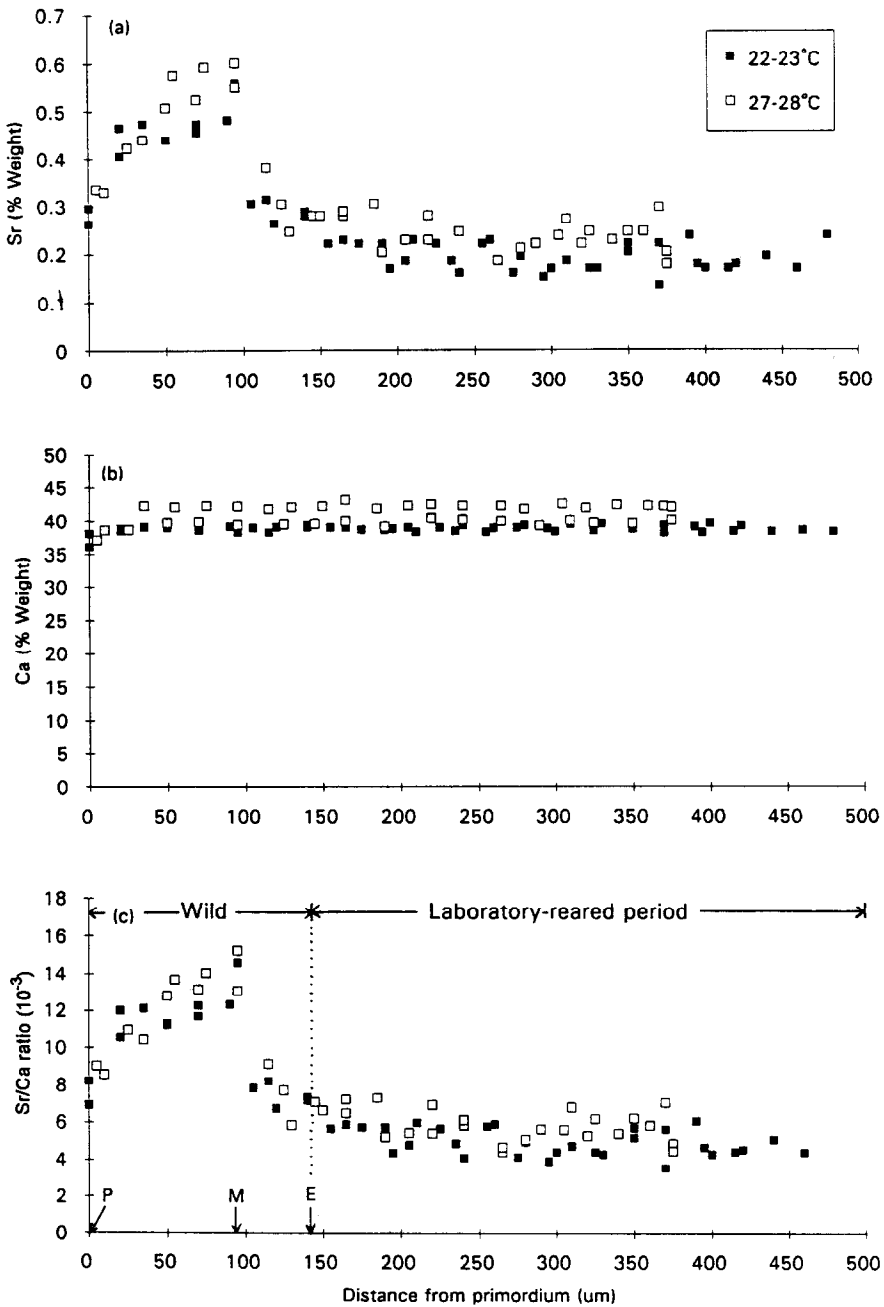 (a)
Sr (% Weight)
0.7
0.6
0.5
0.4
0.3
0.2
0.1
0
0 50 100 150 200 250 300 350 400 450 500
22-23°C
27-28°C
(b)
Ca (% Weight)
50
45
40
35
30
25
20
15
10
5
0
0 50 100 150 200 250 300 350 400 450 500
(c)
Wild
Laboratory-reared period
Sr/Ca ratio (10⁻³)
18
16
14
12
10
8
6
4
2
0
P M E
0 50 100 150 200 250 300 350 400 450 500
Distance from primordium (um)